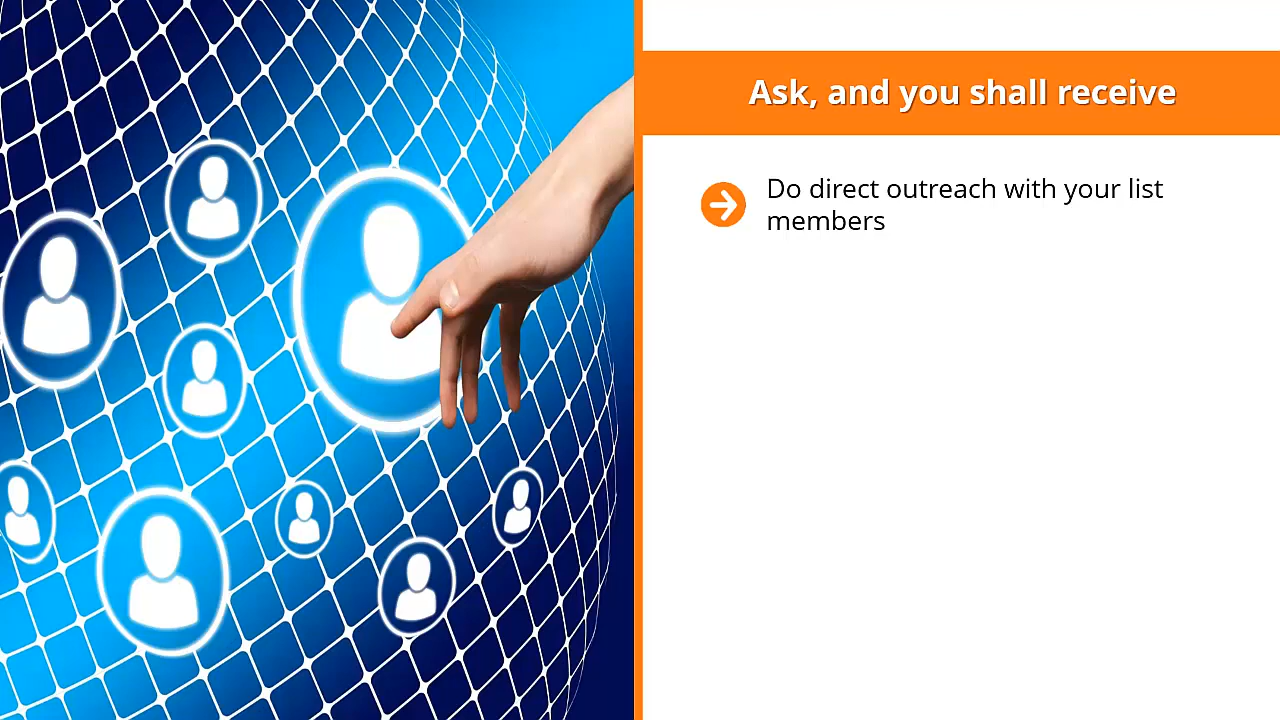 Ask, and you shall receive
Do direct outreach with your list
members